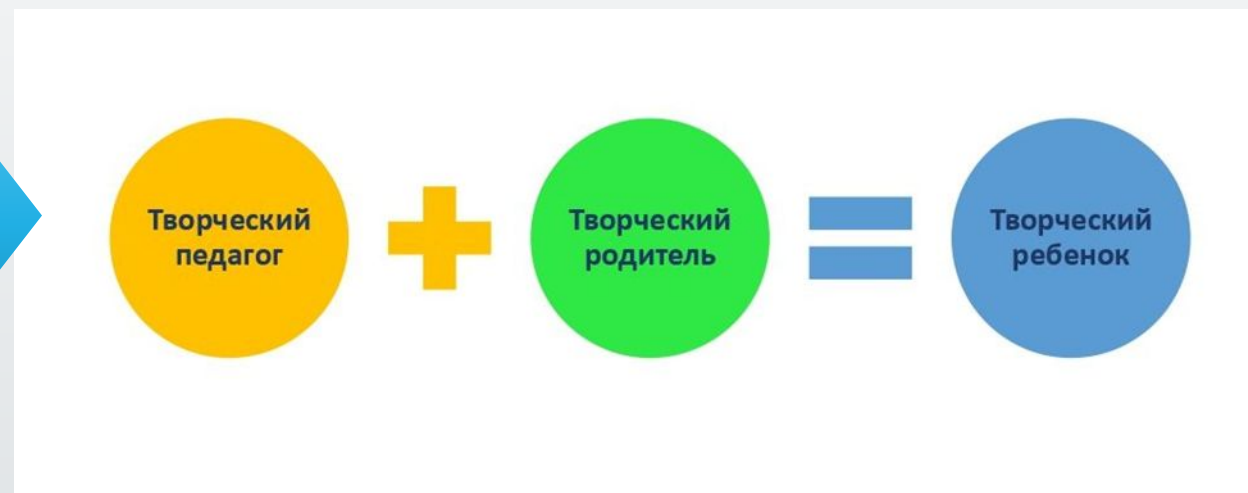 Творческий
педагог
Творческий
родитель
Творческий
ребенок